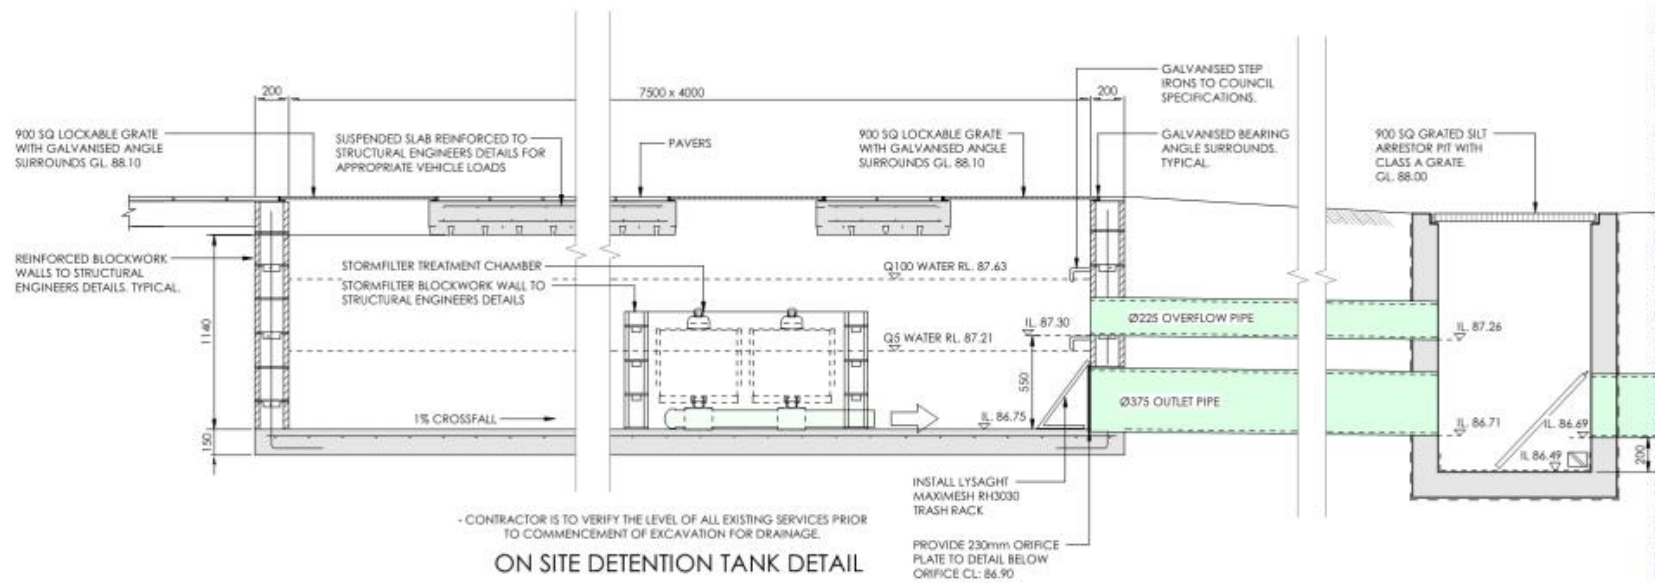 200
7500 x 4000
200
GALVANISED STEP
IRONS TO COUNCIL
SPECIFICATIONS.
900 SQ LOCKABLE GRATE
WITH GALVANISED ANGLE
SURROUNDS GL. 88.10
SUSPENDED SLAB REINFORCED TO
STRUCTURAL ENGINEERS DETAILS FOR
APPROPRIATE VEHICLE LOADS
PAVERS
900 SQ LOCKABLE GRATE
WITH GALVANISED ANGLE
SURROUNDS GL. 88.10
GALVANISED BEARING
ANGLE SURROUNDS.
TYPICAL.
900 SQ GRATED SILT
ARRESTOR PIT WITH
CLASS A GRATE.
GL. 88.00
REINFORCED BLOCKWORK
WALLS TO STRUCTURAL
ENGINEERS DETAILS. TYPICAL.
STORMFILTER TREATMENT CHAMBER
STORMFILTER BLOCKWORK WALL TO
STRUCTURAL ENGINEERS DETAILS
Q100 WATER RL. 87.63
IL. 87.30
Ø225 OVERFLOW PIPE
IL. 87.26
Q5 WATER RL. 87.21
1140
550
Ø375 OUTLET PIPE
1% CROSSFALL
IL. 86.75
IL. 86.71
IL. 86.69
150
IL 86.49
200
INSTALL LYSAGHT
MAXIMESH RH3030
TRASH RACK
- CONTRACTOR IS TO VERIFY THE LEVEL OF ALL EXISTING SERVICES PRIOR
TO COMMENCEMENT OF EXCAVATION FOR DRAINAGE.
ON SITE DETENTION TANK DETAIL
PROVIDE 230mm ORIFICE
PLATE TO DETAIL BELOW
ORIFICE CL: 86.90